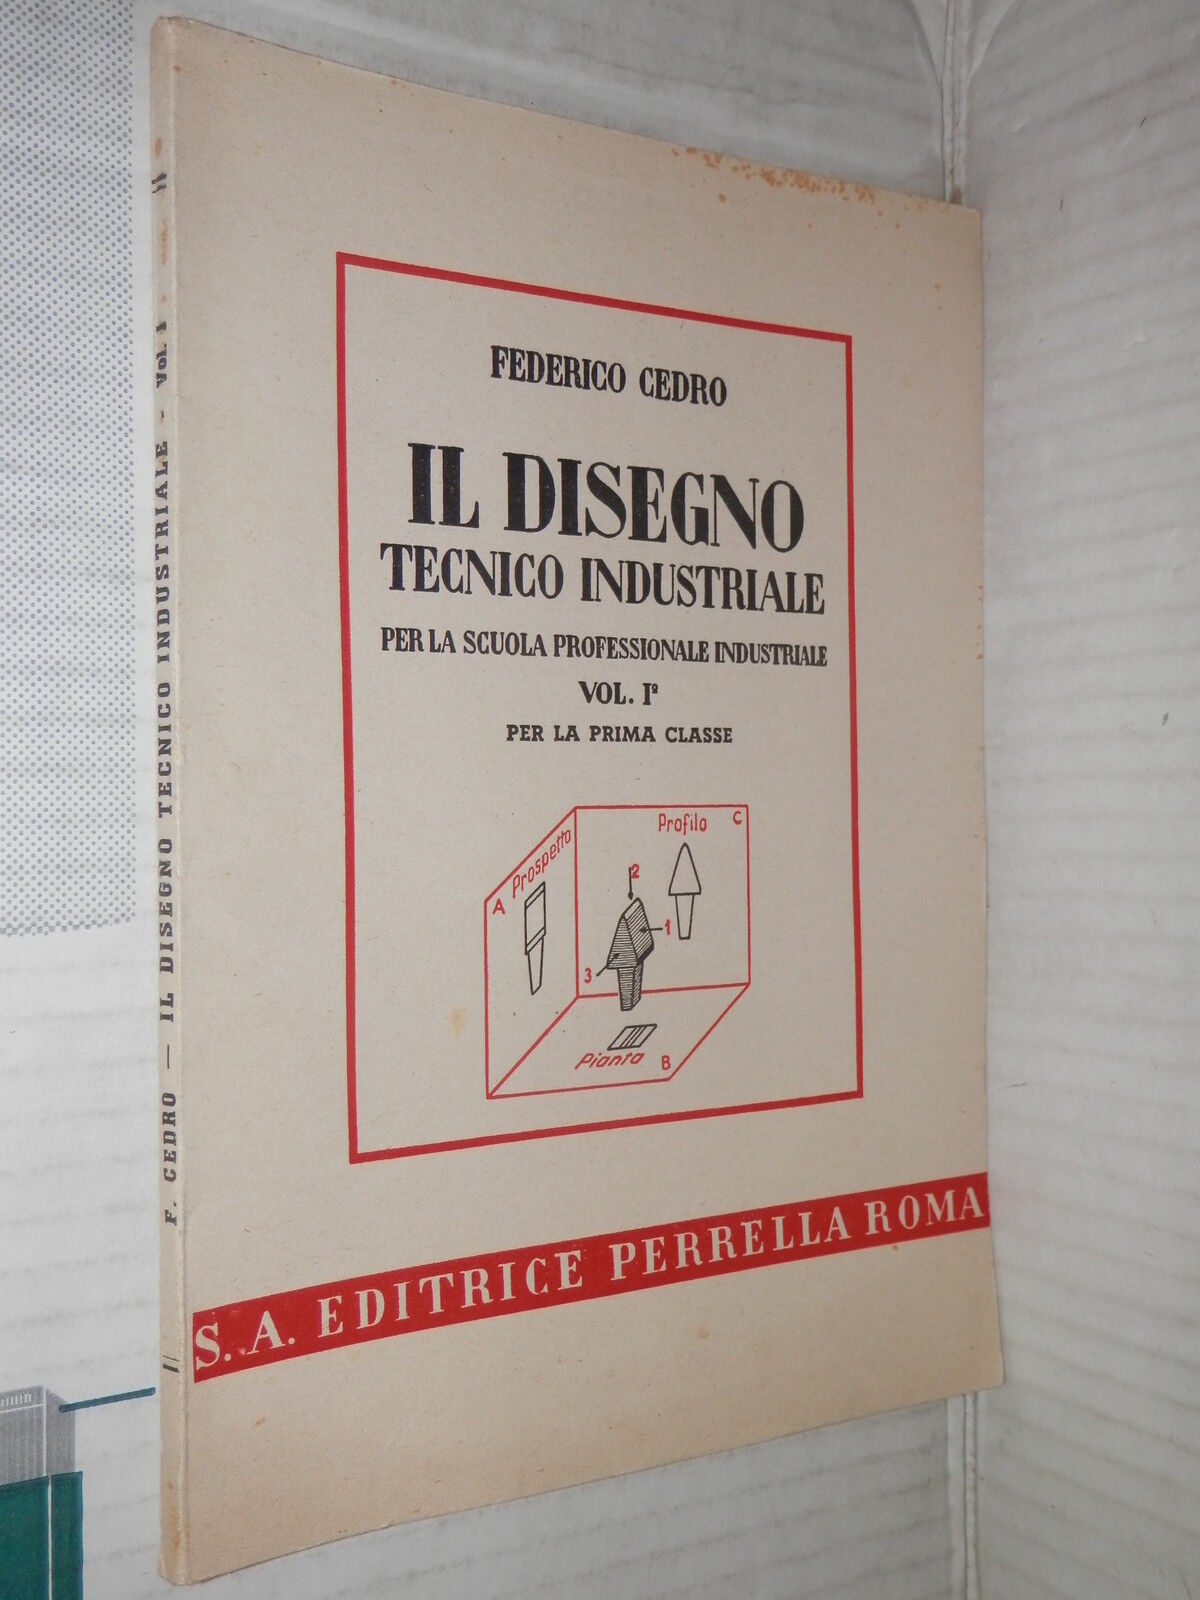 FEDERICO CEDRO
IL DISEGNO
TECNICO INDUSTRIALE
PER LA SCUOLA PROFESSIONALE INDUSTRIALE
VOL. Iº
PER LA PRIMA CLASSE
Prospetto
A
Profilo
C
2
1
3
Pianta
B
S. A. EDITRICE PERRELLA ROMA
F. CEDRO — IL DISEGNO TECNICO INDUSTRIALE - Vol. I